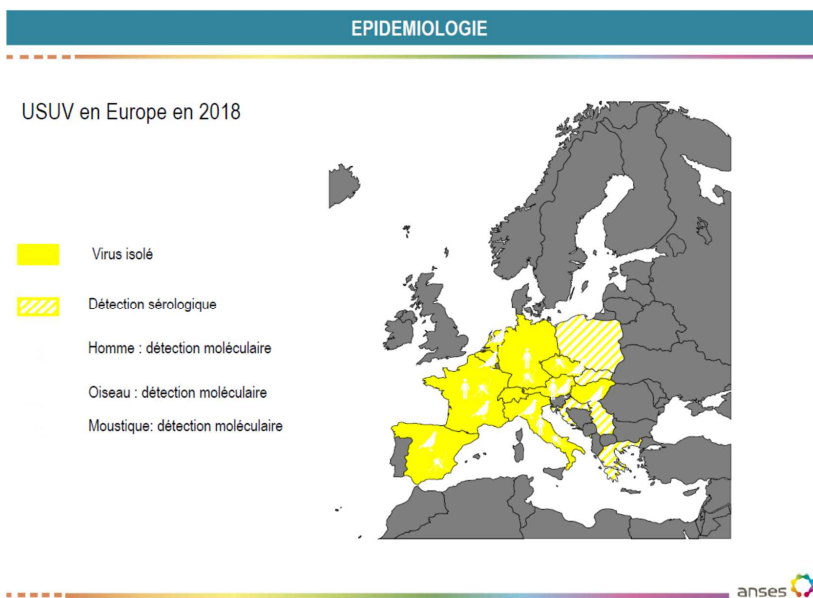 EPIDEMIOLOGIE
USUV en Europe en 2018
Virus isolé
Détection sérologique
Homme : détection moléculaire
Oiseau : détection moléculaire
Moustique: détection moléculaire
anses